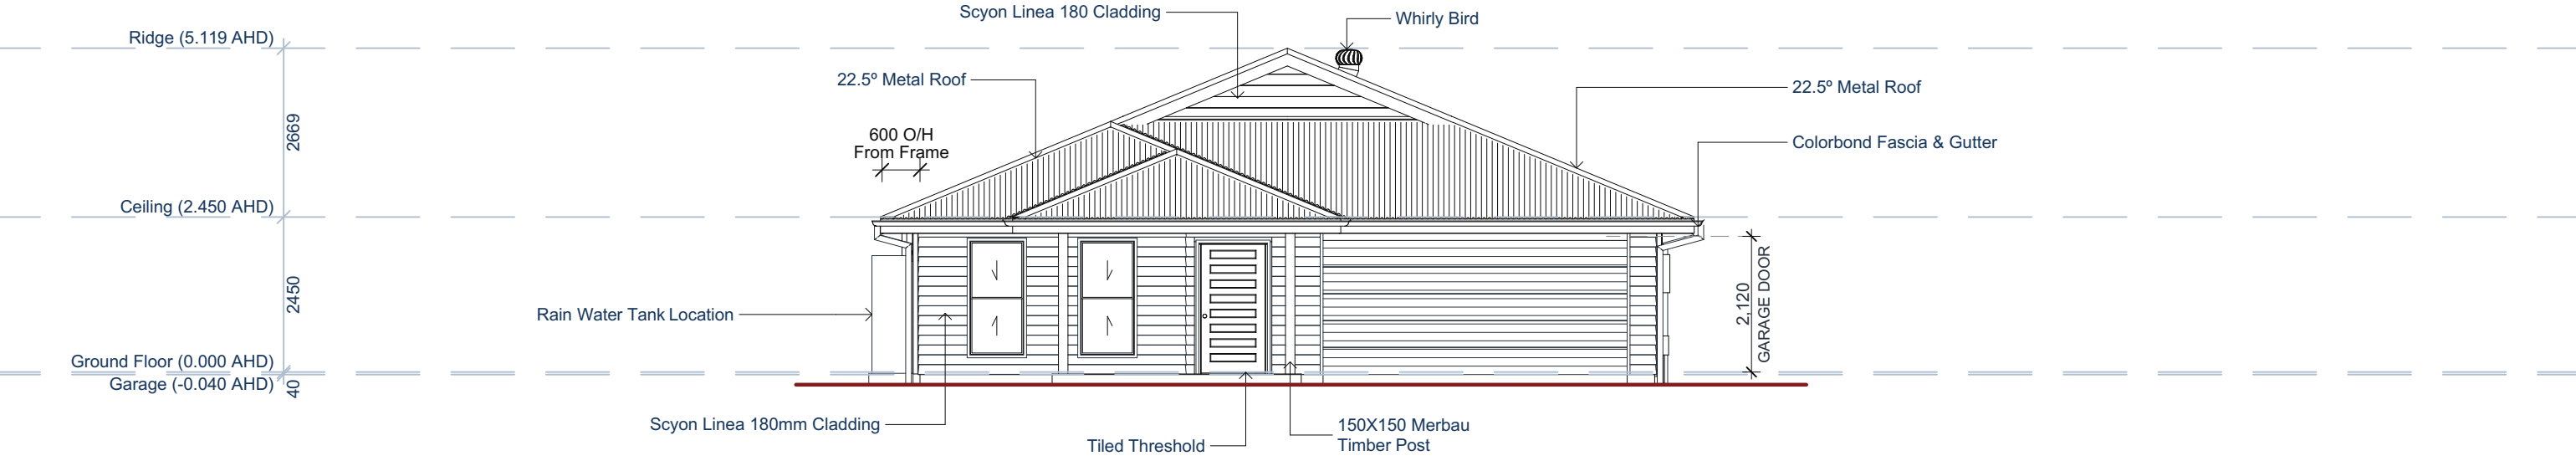 Scyon Linea 180 Cladding
Whirly Bird
Ridge (5.119 AHD)
22.5º Metal Roof
22.5º Metal Roof
2669
600 O/H
From Frame
Colorbond Fascia & Gutter
Ceiling (2.450 AHD)
2450
2,120
GARAGE DOOR
Rain Water Tank Location
Ground Floor (0.000 AHD)
Garage (-0.040 AHD)
40
Scyon Linea 180mm Cladding
150X150 Merbau
Timber Post
Tiled Threshold